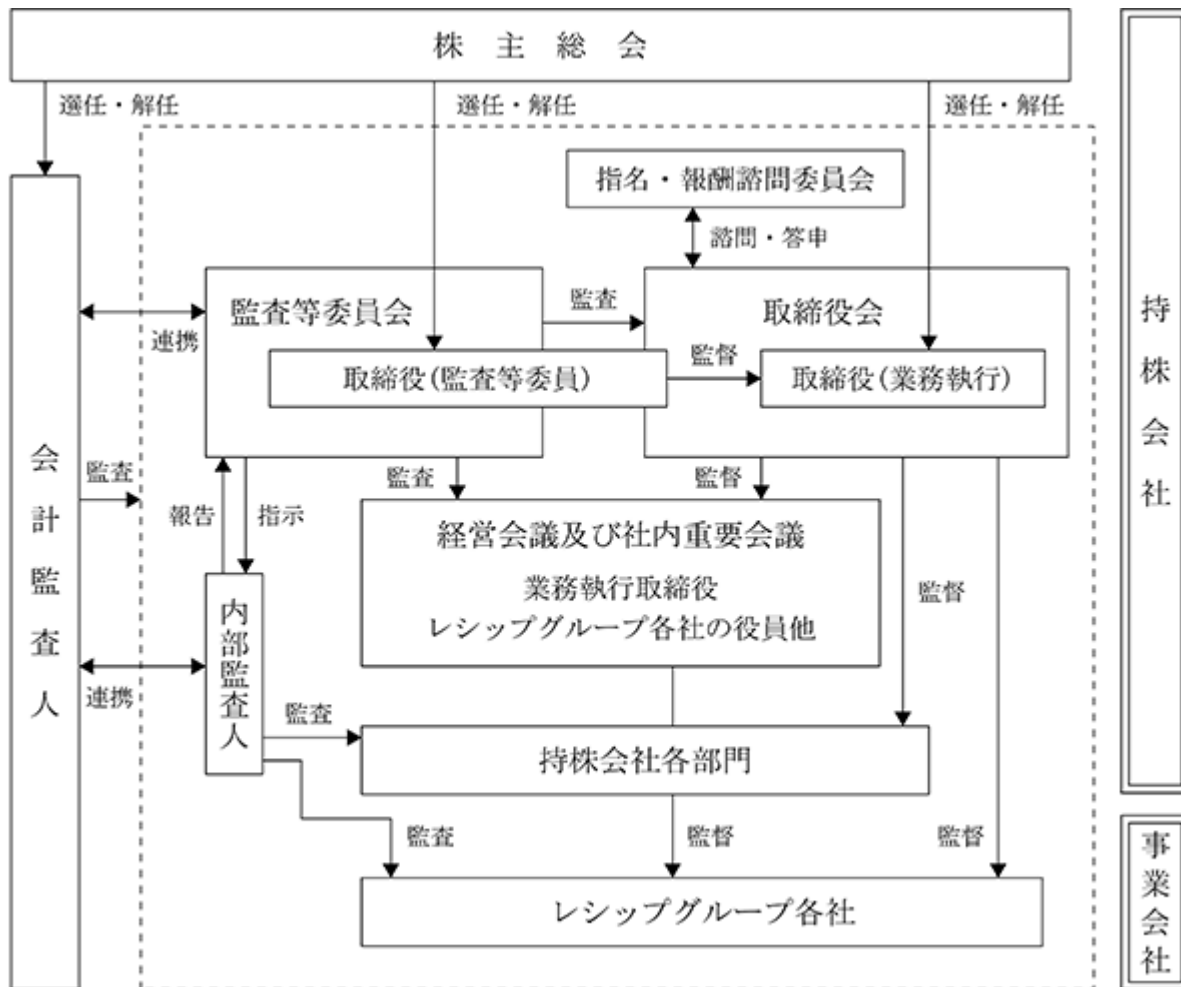 株主総会
選任・解任
選任・解任
選任・解任
指名・報酬諮問委員会
諮問・答申
監査等委員会
監査
取締役会
連携
取締役(監査等委員)
監督
取締役(業務執行)
会計監査人
監査
報告
指示
監査
監督
経営会議及び社内重要会議
業務執行取締役
レシップグループ各社の役員他
監督
内部監査人
連携
監査
持株会社各部門
監査
監督
監督
レシップグループ各社
持株会社
事業会社